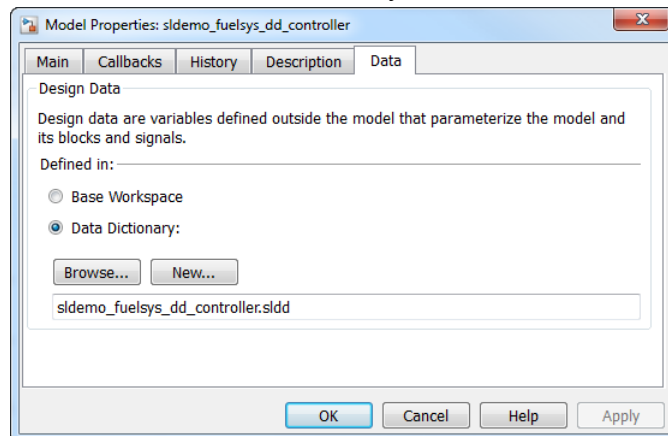 Model Properties: sldemo_fuelsys_dd_controller
Main Callbacks History Description Data
Design Data
Design data are variables defined outside the model that parameterize the model and
its blocks and signals.
Defined in:
Base Workspace
Data Dictionary:
Browse... New...
sldemo_fuelsys_dd_controller.sldd
OK Cancel Help Apply